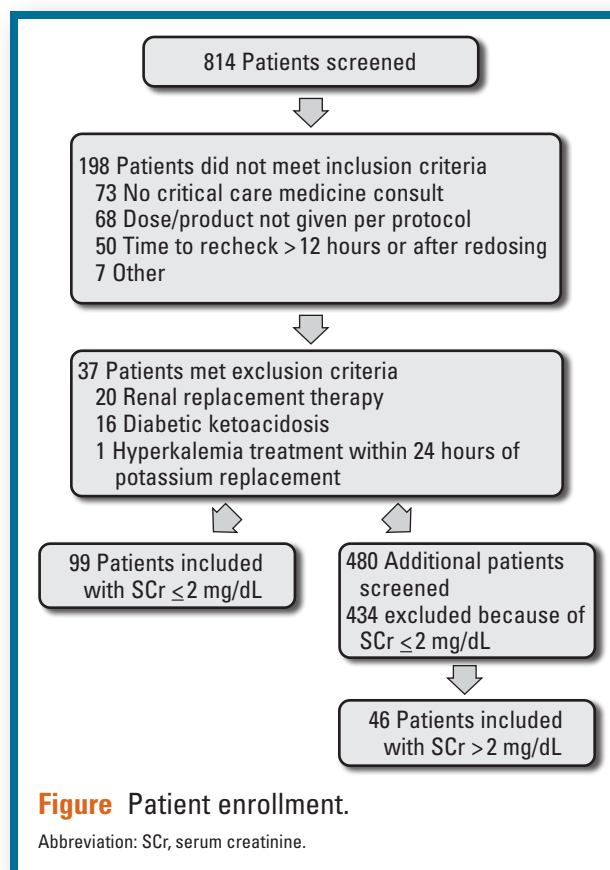 814 Patients screened
198 Patients did not meet inclusion criteria
73 No critical care medicine consult
68 Dose/product not given per protocol
50 Time to recheck >12 hours or after redosing
7 Other
37 Patients met exclusion criteria
20 Renal replacement therapy
16 Diabetic ketoacidosis
1 Hyperkalemia treatment within 24 hours of
potassium replacement
99 Patients included
with SCr ≤2 mg/dL
480 Additional patients
screened
434 excluded because of
SCr ≤2 mg/dL
46 Patients included
with SCr >2 mg/dL
Figure Patient enrollment.
Abbreviation: SCr, serum creatinine.